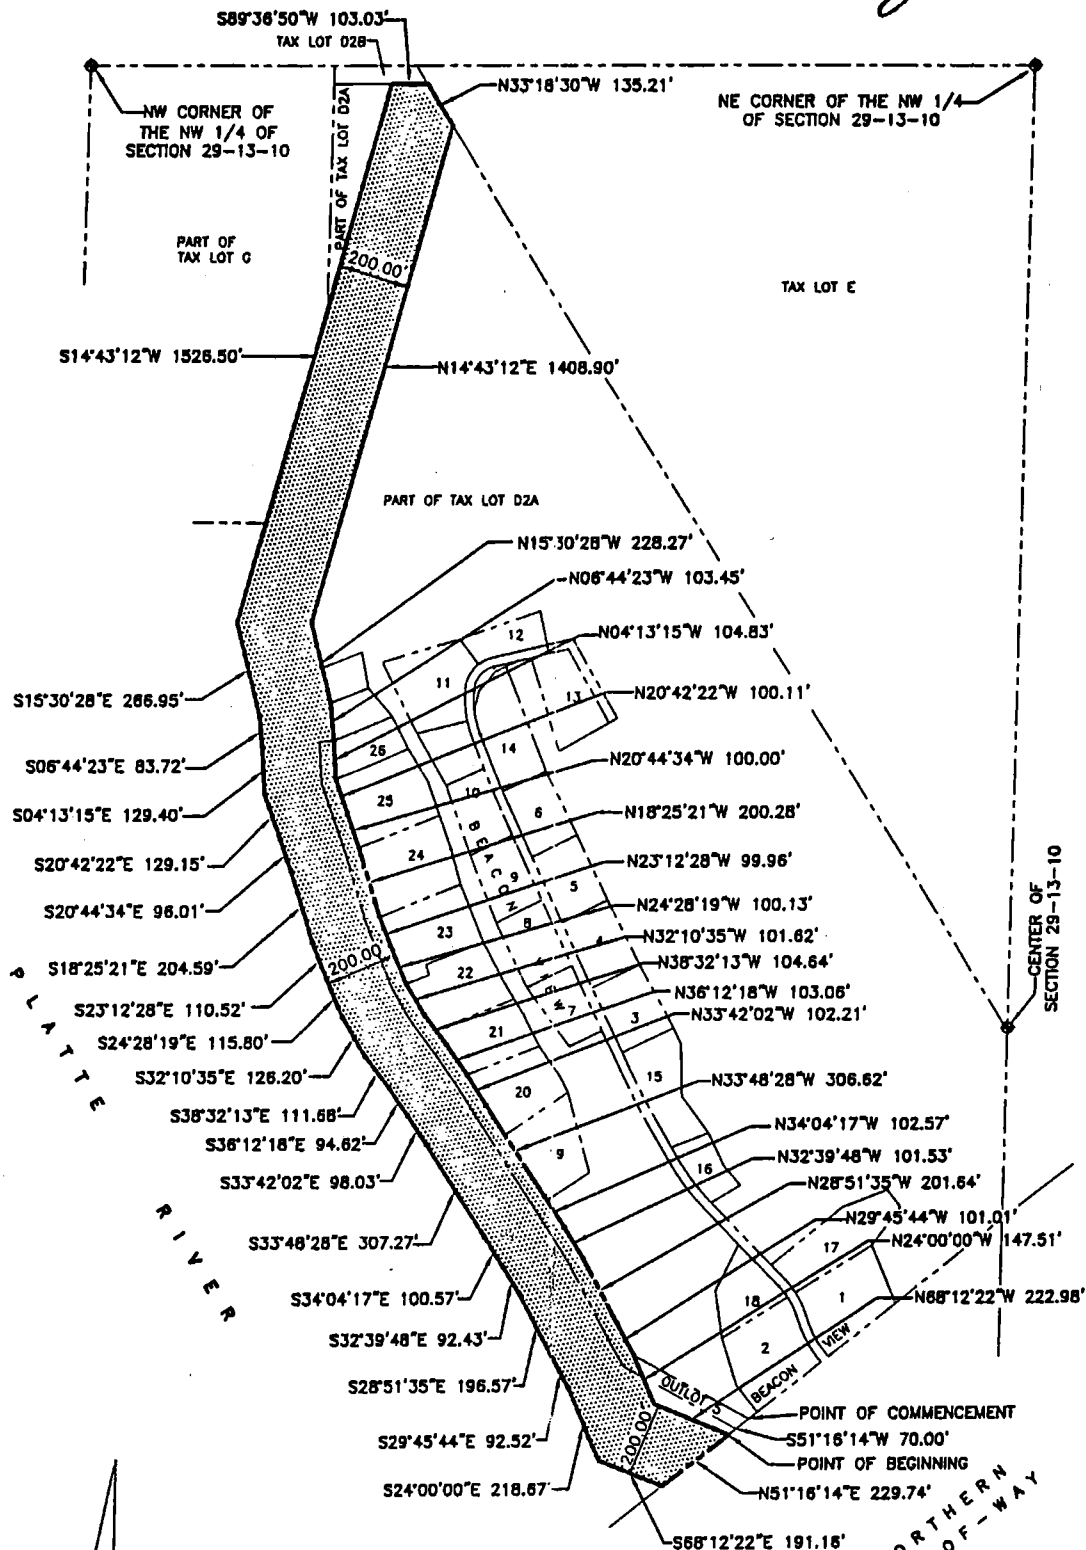 S89°36'50"W 103.03'
TAX LOT D2B
N33°18'30"W 135.21'
NW CORNER OF
THE NW 1/4 OF
SECTION 29-13-10
NE CORNER OF THE NW 1/4
OF SECTION 29-13-10
PART OF TAX LOT D2A
PART OF
TAX LOT G
200.00'
TAX LOT E
S14°43'12"W 1526.50'
N14°43'12"E 1408.90'
PART OF TAX LOT D2A
N15°30'28"W 228.27'
N06°44'23"W 103.45'
N04°13'15"W 104.83'
N20°42'22"W 100.11'
N20°44'34"W 100.00'
N18°25'21"W 200.28'
N23°12'28"W 99.96'
N24°28'19"W 100.13'
N32°10'35"W 101.62'
N38°32'13"W 104.64'
N36°12'18"W 103.06'
N33°42'02"W 102.21'
N33°48'28"W 306.62'
N34°04'17"W 102.57'
N32°39'48"W 101.53'
N28°51'35"W 201.64'
N29°45'44"W 101.01'
N24°00'00"W 147.51'
N68°12'22"W 222.98'
S15°30'28"E 266.95'
S06°44'23"E 83.72'
S04°13'15"E 129.40'
S20°42'22"E 129.15'
S20°44'34"E 96.01'
S18°25'21"E 204.59'
S23°12'28"E 110.52'
S24°28'19"E 115.80'
S32°10'35"E 126.20'
S38°32'13"E 111.68'
S36°12'18"E 94.62'
S33°42'02"E 98.03'
S33°48'28"E 307.27'
S34°04'17"E 100.57'
S32°39'48"E 92.43'
S28°51'35"E 196.57'
S29°45'44"E 92.52'
S24°00'00"E 218.67'
12
11
13
26
14
25
10
6
24
9
5
23
8
4
22
7
3
21
15
20
9
16
17
18
1
2
BEACON
VIEW
200.00'
CENTER OF
SECTION 29-13-10
PLATTE
RIVER
BEACON
VIEW
OUTLOT 3
200.00'
POINT OF COMMENCEMENT
S51°16'14"W 70.00'
POINT OF BEGINNING
N51°16'14"E 229.74'
S68°12'22"E 191.16'
ORTHERN
OF-WAY